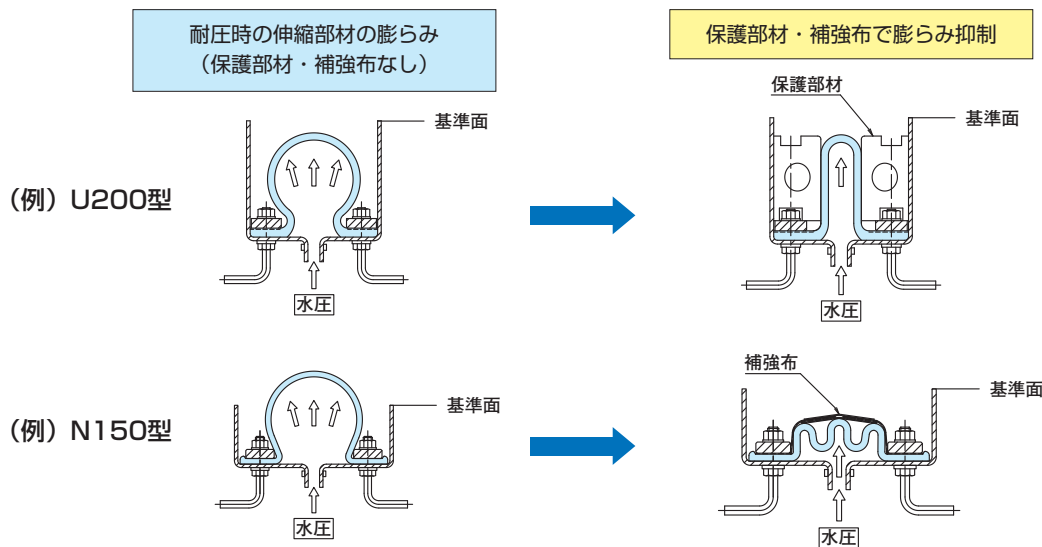 耐圧時の伸縮部材の膨らみ
（保護部材・補強布なし）
保護部材・補強布で膨らみ抑制
（例）U200型
基準面
水圧
保護部材
基準面
水圧
（例）N150型
基準面
水圧
補強布
基準面
水圧